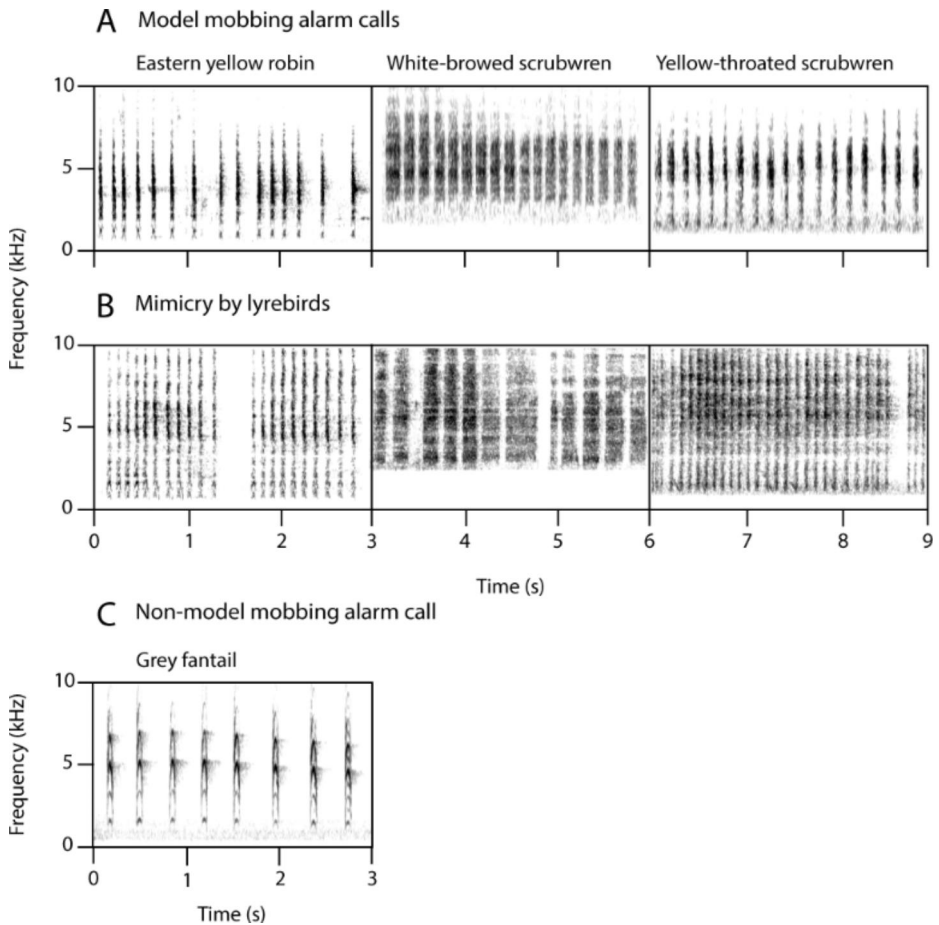 A Model mobbing alarm calls
Eastern yellow robin White-browed scrubwren Yellow-throated scrubwren
10
5
0
B Mimicry by lyrebirds
10
5
0
0 1 2 3 4 5 6 7 8 9
Frequency (kHz)
Time (s)
C Non-model mobbing alarm call
Grey fantail
10
5
0
0 1 2 3
Frequency (kHz)
Time (s)